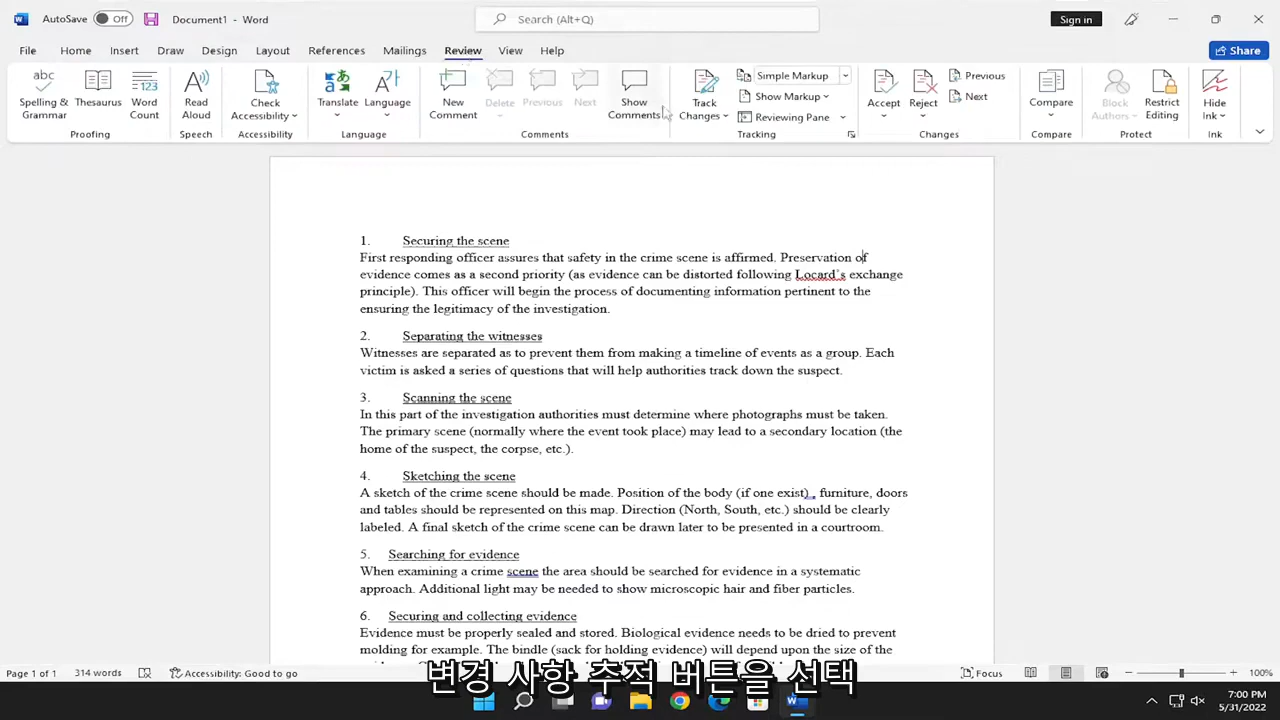 AutoSave Off Document1 - Word Search (Alt+Q) Sign in
File Home Insert Draw Design Layout References Mailings Review View Help Share
abc Spelling & Grammar Thesaurus 123 Word Count Read Aloud Check Accessibility Translate Language New Comment Delete Previous Next Show Comments Track Changes Simple Markup Show Markup Reviewing Pane Accept Reject Previous Next Compare Block Authors Restrict Editing Hide Ink
Proofing Speech Accessibility Language Comments Tracking Changes Compare Protect Ink
1. Securing the scene
First responding officer assures that safety in the crime scene is affirmed. Preservation of
evidence comes as a second priority (as evidence can be distorted following Locard's exchange
principle). This officer will begin the process of documenting information pertinent to the
ensuring the legitimacy of the investigation.
2. Separating the witnesses
Witnesses are separated as to prevent them from making a timeline of events as a group. Each
victim is asked a series of questions that will help authorities track down the suspect.
3. Scanning the scene
In this part of the investigation authorities must determine where photographs must be taken.
The primary scene (normally where the event took place) may lead to a secondary location (the
home of the suspect, the corpse, etc.).
4. Sketching the scene
A sketch of the crime scene should be made. Position of the body (if one exist) , furniture, doors
and tables should be represented on this map. Direction (North, South, etc.) should be clearly
labeled. A final sketch of the crime scene can be drawn later to be presented in a courtroom.
5. Searching for evidence
When examining a crime scene the area should be searched for evidence in a systematic
approach. Additional light may be needed to show microscopic hair and fiber particles.
6. Securing and collecting evidence
Evidence must be properly sealed and stored. Biological evidence needs to be dried to prevent
molding for example. The bindle (sack for holding evidence) will depend upon the size of the
Page 1 of 1 314 words Accessibility: Good to go Focus 100%
변경 사항 추적 버튼을 선택
7:00 PM
5/31/2022